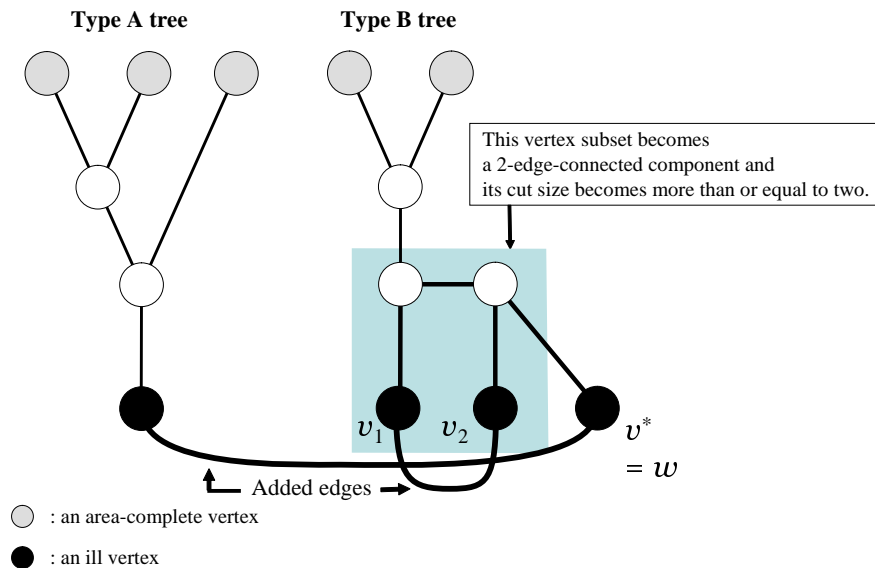 Type A tree
Type B tree
This vertex subset becomes
a 2-edge-connected component and
its cut size becomes more than or equal to two.
v1
v2
v*
= w
Added edges
: an area-complete vertex
: an ill vertex